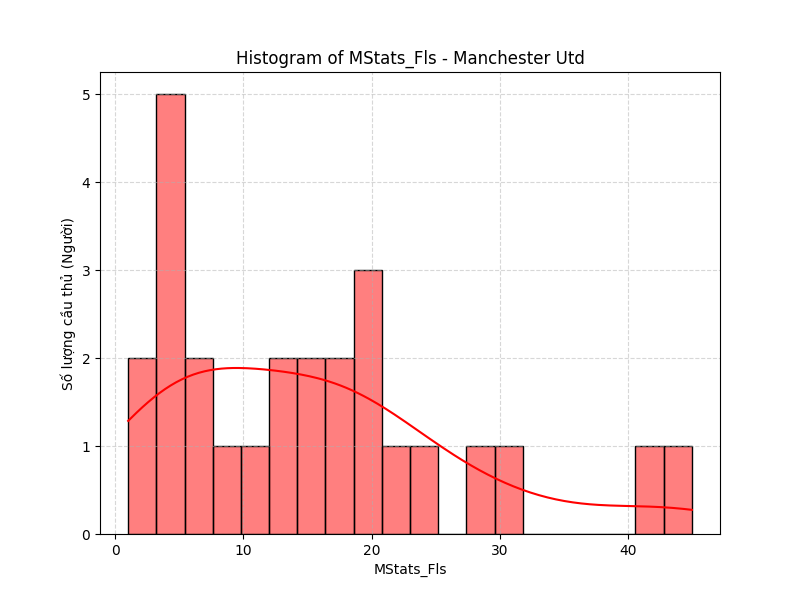 Histogram of MStats_Fls - Manchester Utd
Số lượng cầu thủ (Người)
5
4
3
2
1
0
0 10 20 30 40
MStats_Fls